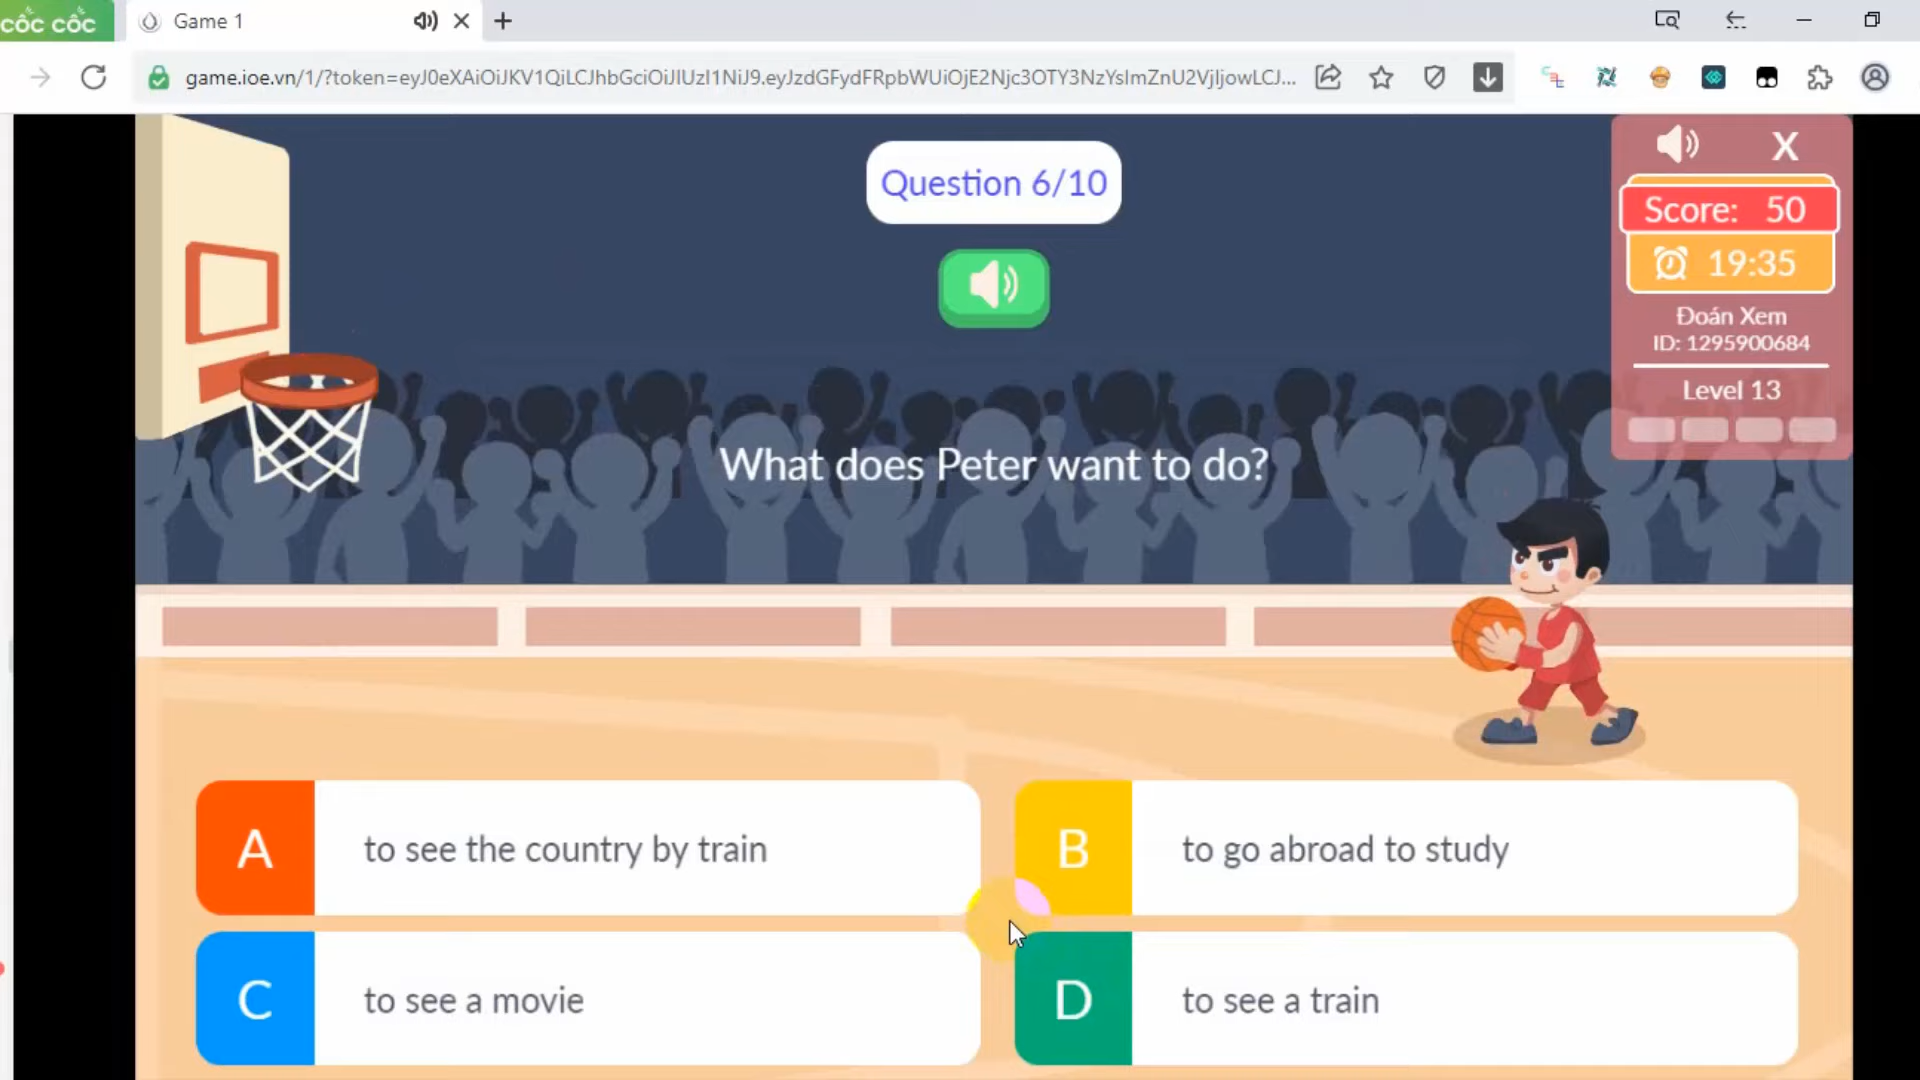 cốc cốc
Game 1
game.ioe.vn/1/?token=eyJ0eXAiOiJKV1QiLCJhbGciOiJIUzI1NiJ9.eyJzdGFydFRpbWUiOjE2Njc3OTY3NzYsImZnU2VjIjowLCJ...
Question 6/10
X
Score: 50
19:35
Đoán Xem
ID: 1295900684
Level 13
What does Peter want to do?
A to see the country by train
B to go abroad to study
C to see a movie
D to see a train